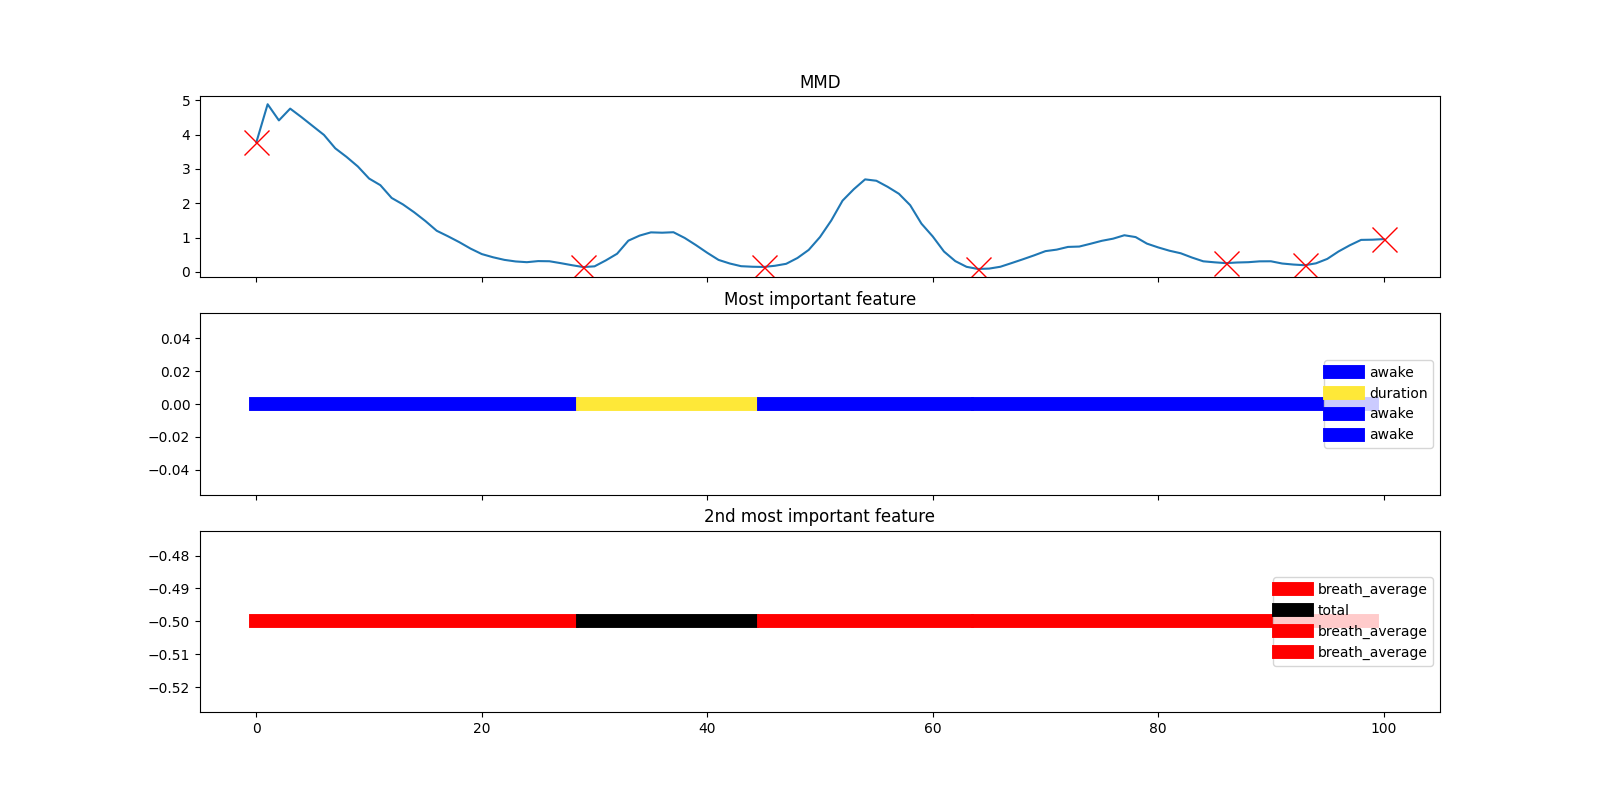 MMD
5
4
3
2
1
0
Most important feature
0.04
0.02
0.00
−0.02
−0.04
awake
duration
awake
awake
2nd most important feature
−0.48
−0.49
−0.50
−0.51
−0.52
breath_average
total
breath_average
breath_average
0 20 40 60 80 100